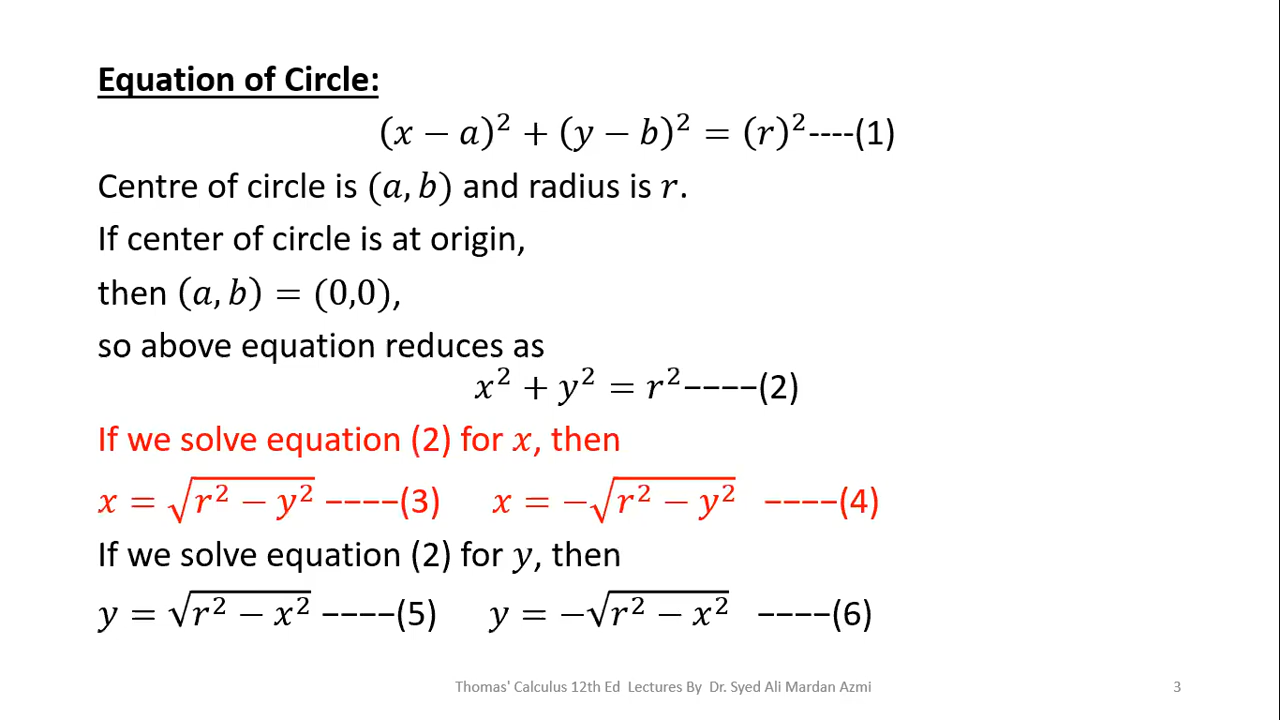 Equation of Circle:
(x − a)² + (y − b)² = (r)²----(1)
Centre of circle is (a, b) and radius is r.
If center of circle is at origin,
then (a, b) = (0,0),
so above equation reduces as
x² + y² = r²−−−−(2)
If we solve equation (2) for x, then
x = √(r² − y²) −−−−(3) x = −√(r² − y²) −−−−(4)
If we solve equation (2) for y, then
y = √(r² − x²) −−−−(5) y = −√(r² − x²) −−−−(6)
Thomas' Calculus 12th Ed Lectures By Dr. Syed Ali Mardan Azmi 3